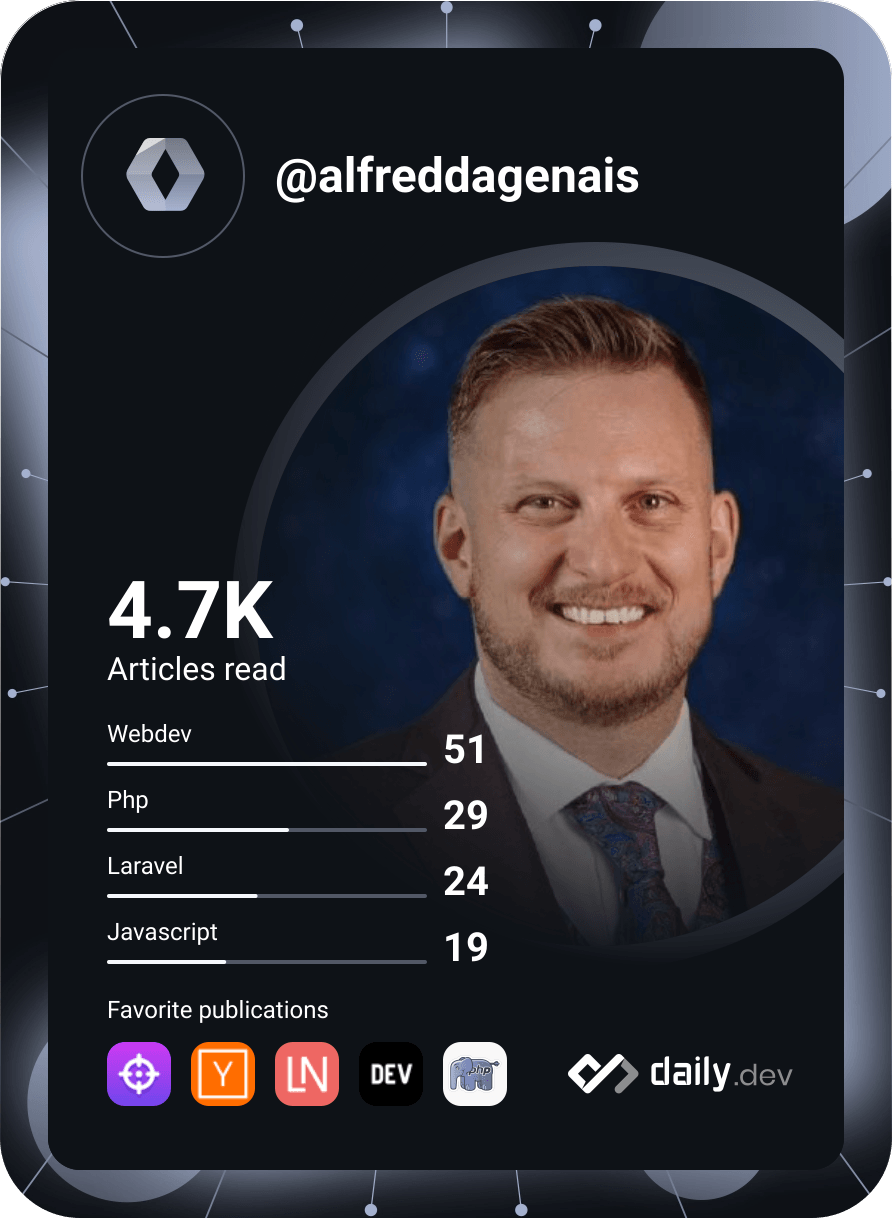 @alfreddagenais
4.7K
Articles read
Webdev
51
Php
29
Laravel
24
Javascript
19
Favorite publications
Y
LN
DEV
php
daily.dev